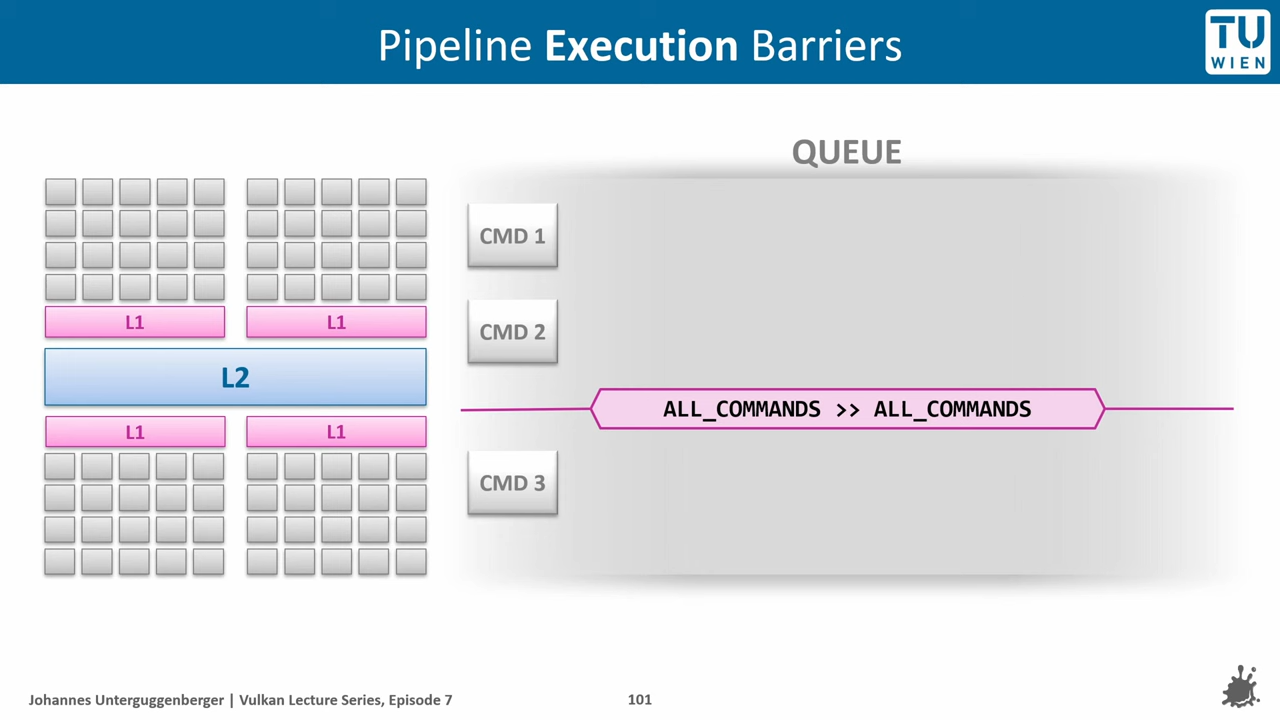 Pipeline Execution Barriers
TU
WIEN
QUEUE
CMD 1
L1
L1
CMD 2
L2
ALL_COMMANDS >> ALL_COMMANDS
L1
L1
CMD 3
Johannes Unterguggenberger | Vulkan Lecture Series, Episode 7
101